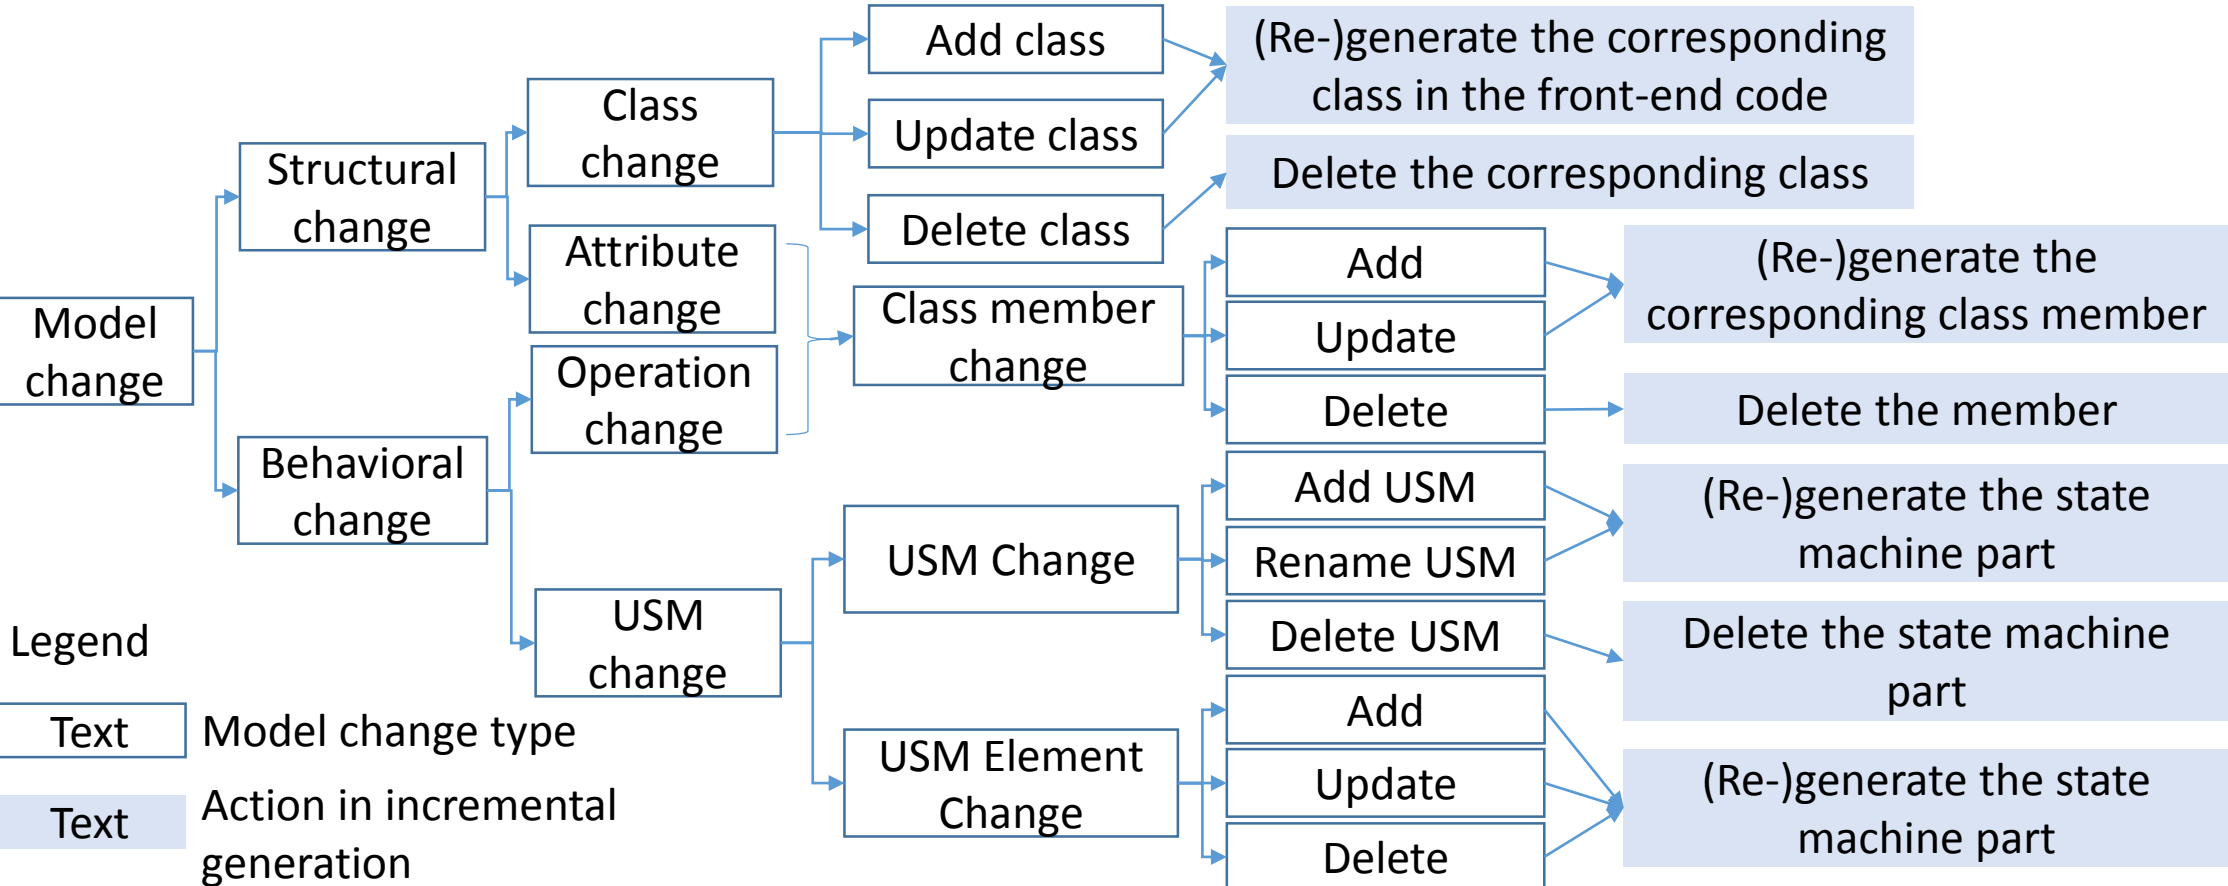 Model
change
Structural
change
Behavioral
change
Class
change
Attribute
change
Operation
change
USM
change
Add class
Update class
Delete class
(Re-)generate the corresponding
class in the front-end code
Delete the corresponding class
Class member
change
Add
Update
Delete
(Re-)generate the
corresponding class member
Delete the member
USM Change
Add USM
Rename USM
Delete USM
(Re-)generate the state
machine part
Delete the state machine
part
USM Element
Change
Add
Update
Delete
(Re-)generate the state
machine part
Legend
Text
Model change type
Text
Action in incremental
generation